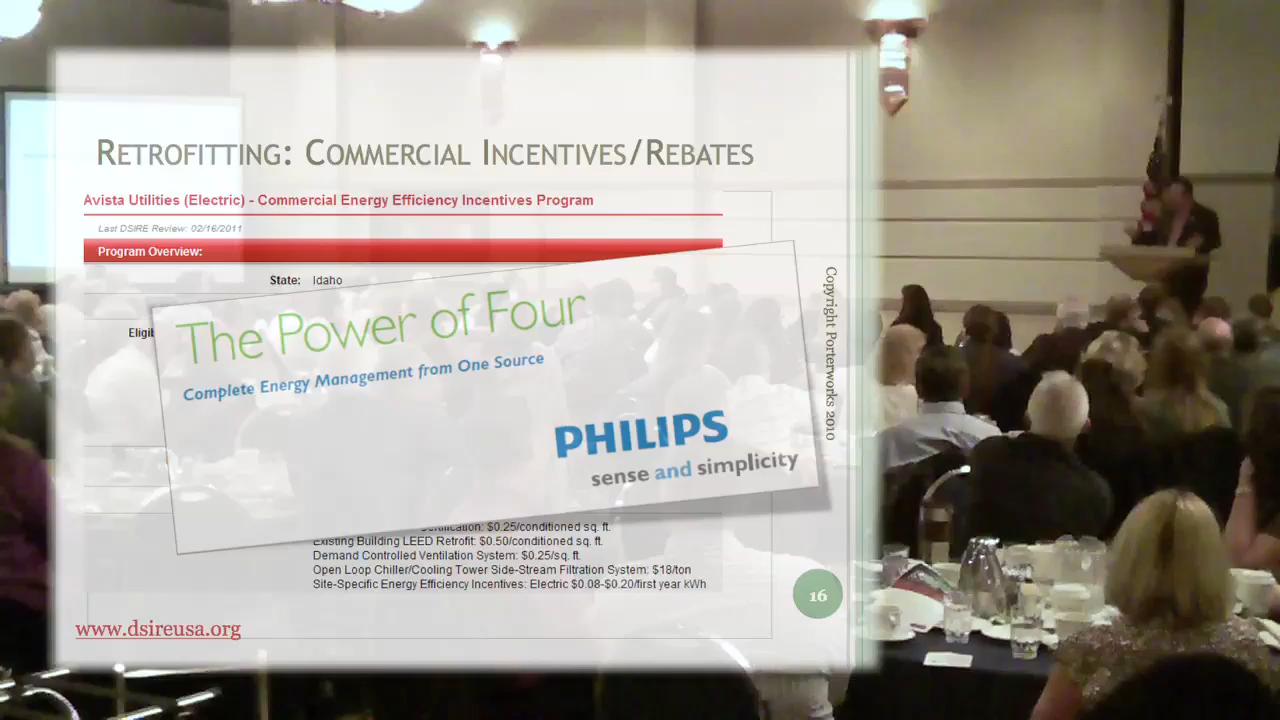 RETROFITTING: COMMERCIAL INCENTIVES/REBATES
Avista Utilities (Electric) - Commercial Energy Efficiency Incentives Program
Last DSIRE Review: 02/16/2011
Program Overview:
State: Idaho
The Power of Four
Complete Energy Management from One Source
PHILIPS
sense and simplicity
: $0.25/conditioned sq. ft.
Existing Building LEED Retrofit: $0.50/conditioned sq. ft.
Demand Controlled Ventilation System: $0.25/sq. ft.
Open Loop Chiller/Cooling Tower Side-Stream Filtration System: $18/ton
Site-Specific Energy Efficiency Incentives: Electric $0.08-$0.20/first year kWh
www.dsireusa.org
16
Copyright Porterworks 2010